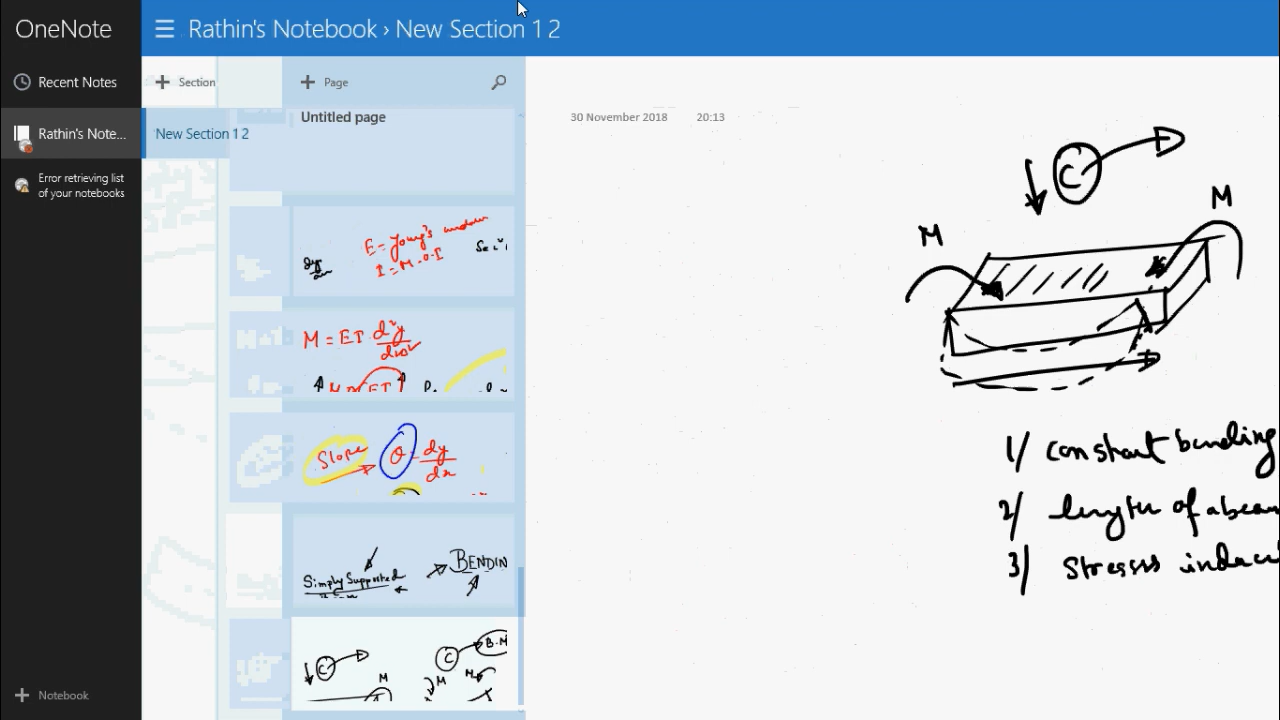 OneNote
Rathin's Notebook › New Section 1 2
Recent Notes
Rathin's Note...
Error retrieving list
of your notebooks
Notebook
Section
New Section 1 2
Page
Untitled page
E = Young's
I = M.O.I
dy
dx
M = EI d²y
dx²
Slope
θ = dy
dx
Simply Supported
BENDIN
C
M
C
B.M
M
M
30 November 2018 20:13
C
M
M
1/ constant bending
2/ length of a beam
3/ Stresses induce